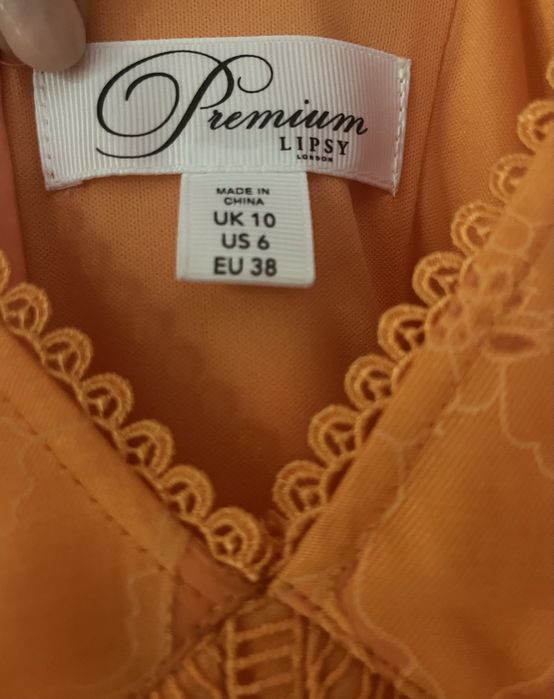 Premium
LIPSY
LONDON
MADE IN
CHINA
UK 10
US 6
EU 38